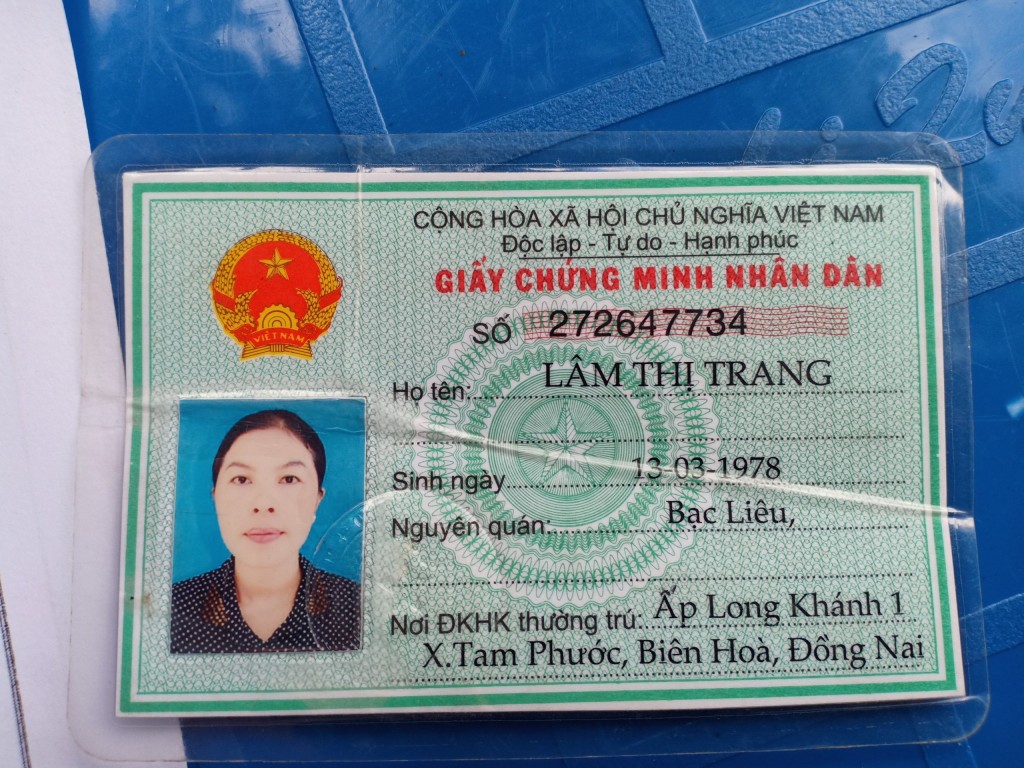 CỘNG HÒA XÃ HỘI CHỦ NGHĨA VIỆT NAM
Độc lập - Tự do - Hạnh phúc
GIẤY CHỨNG MINH NHÂN DÂN
SỐ 272647734
VIỆT NAM
Họ tên: LÂM THỊ TRANG
Sinh ngày 13-03-1978
Nguyên quán: Bạc Liêu,
Nơi ĐKHK thường trú: Ấp Long Khánh 1
X.Tam Phước, Biên Hoà, Đồng Nai